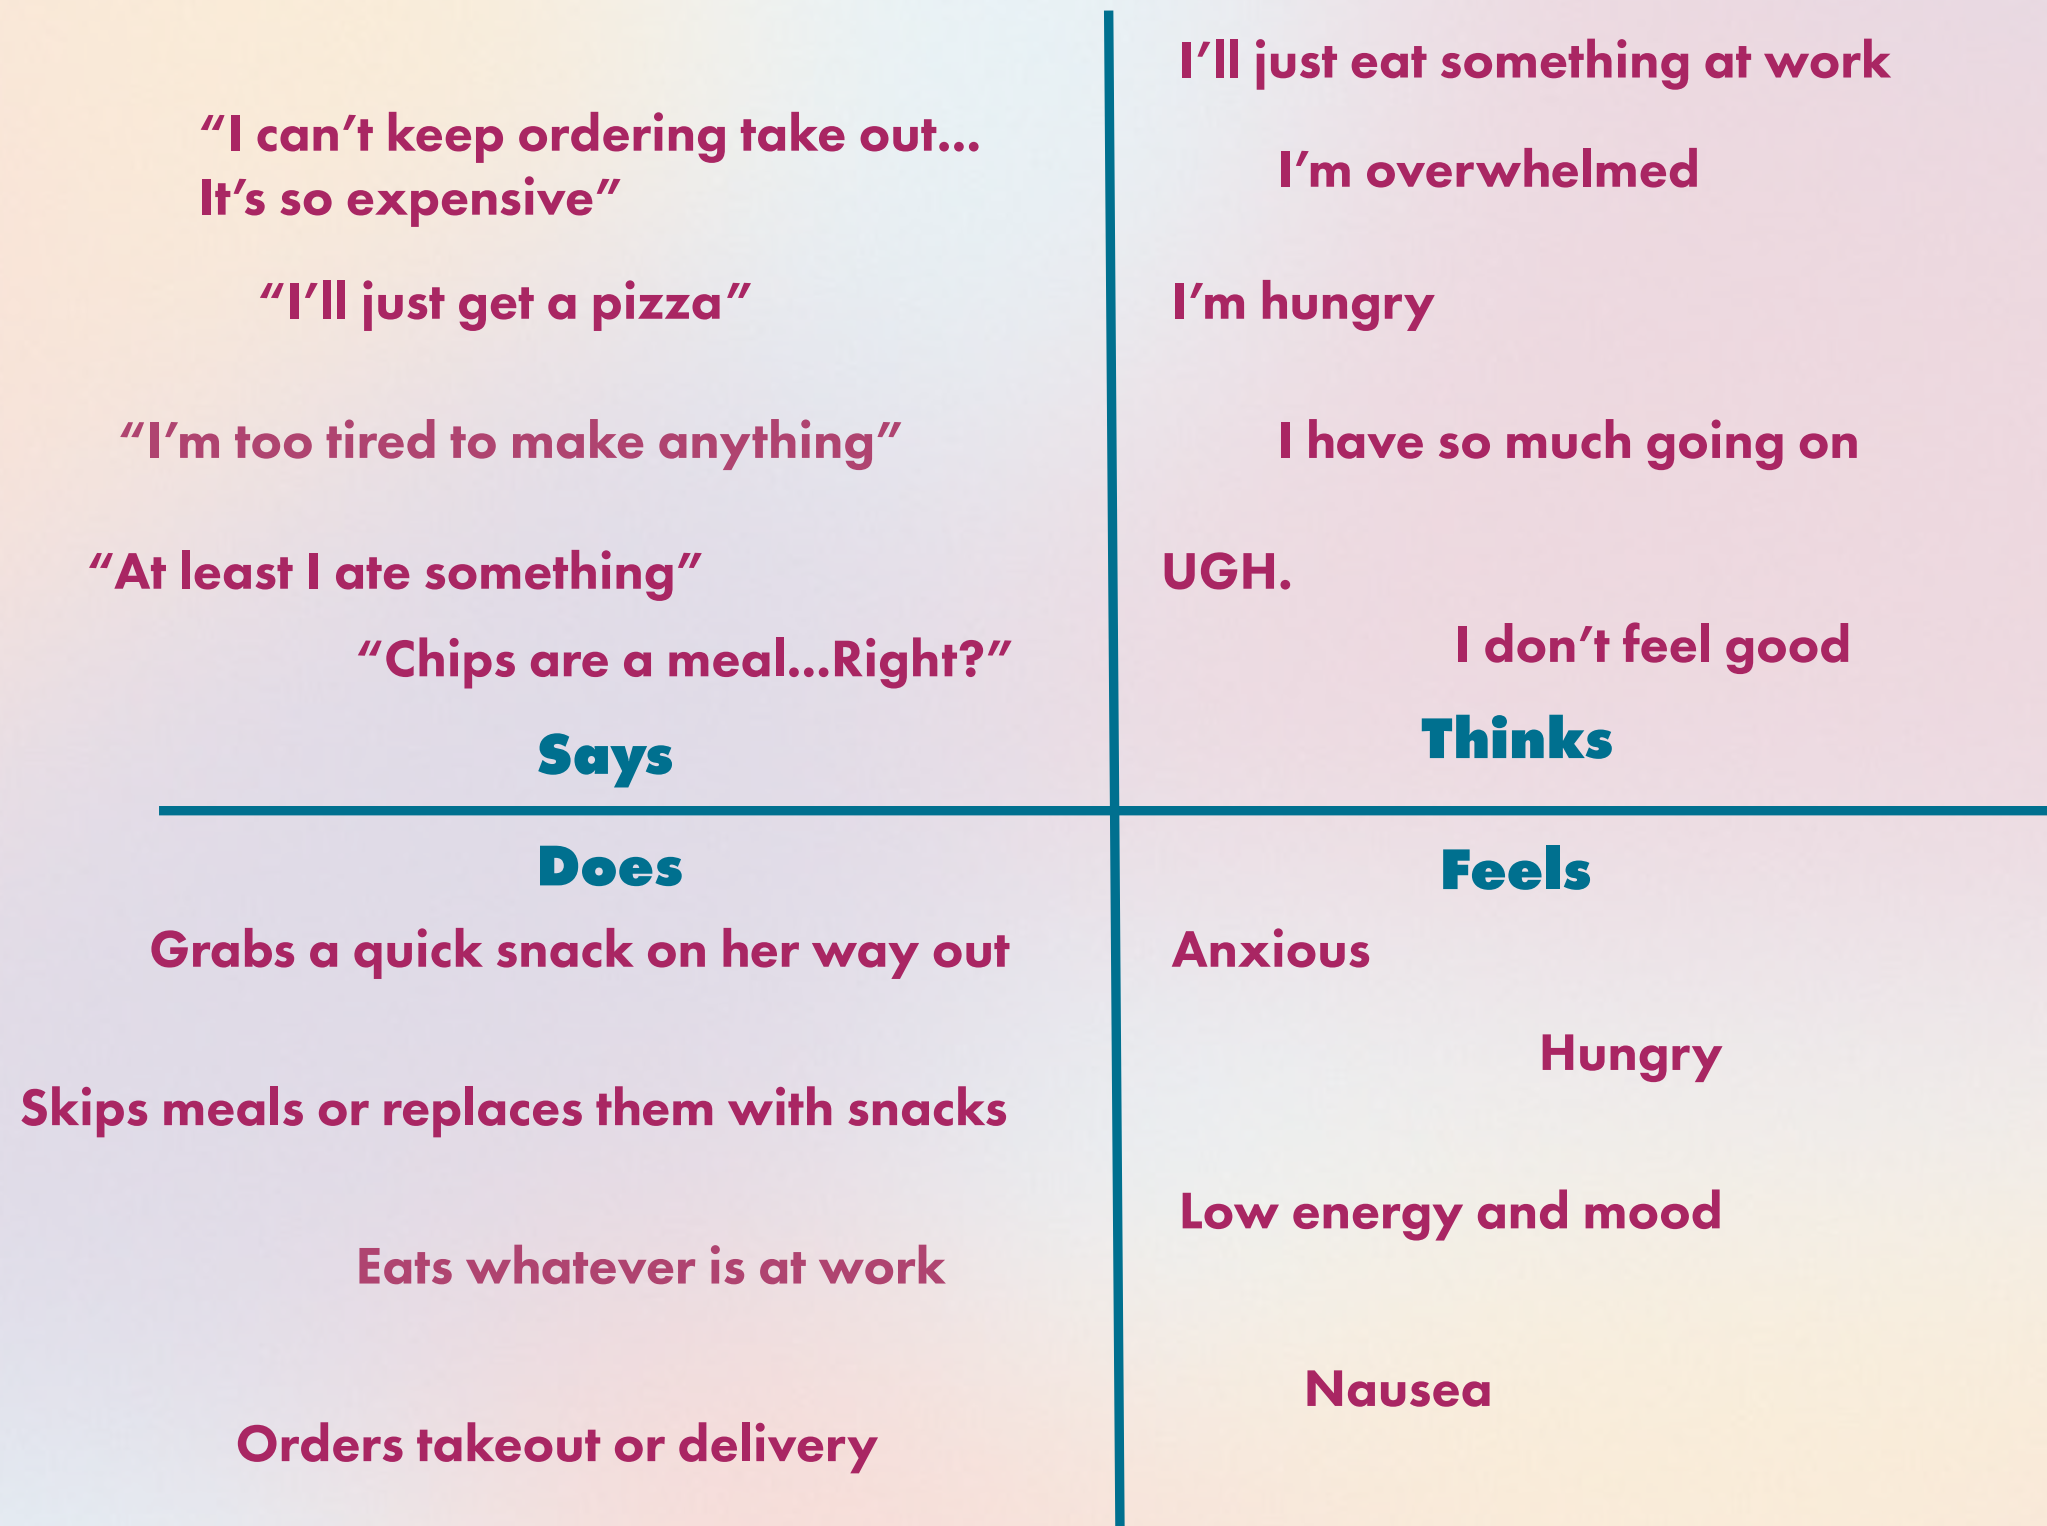 “I can’t keep ordering take out...
It’s so expensive”
“I’ll just get a pizza”
“I’m too tired to make anything”
“At least I ate something”
“Chips are a meal...Right?”
Says
I’ll just eat something at work
I’m overwhelmed
I’m hungry
I have so much going on
UGH.
I don’t feel good
Thinks
Does
Grabs a quick snack on her way out
Skips meals or replaces them with snacks
Eats whatever is at work
Orders takeout or delivery
Feels
Anxious
Hungry
Low energy and mood
Nausea